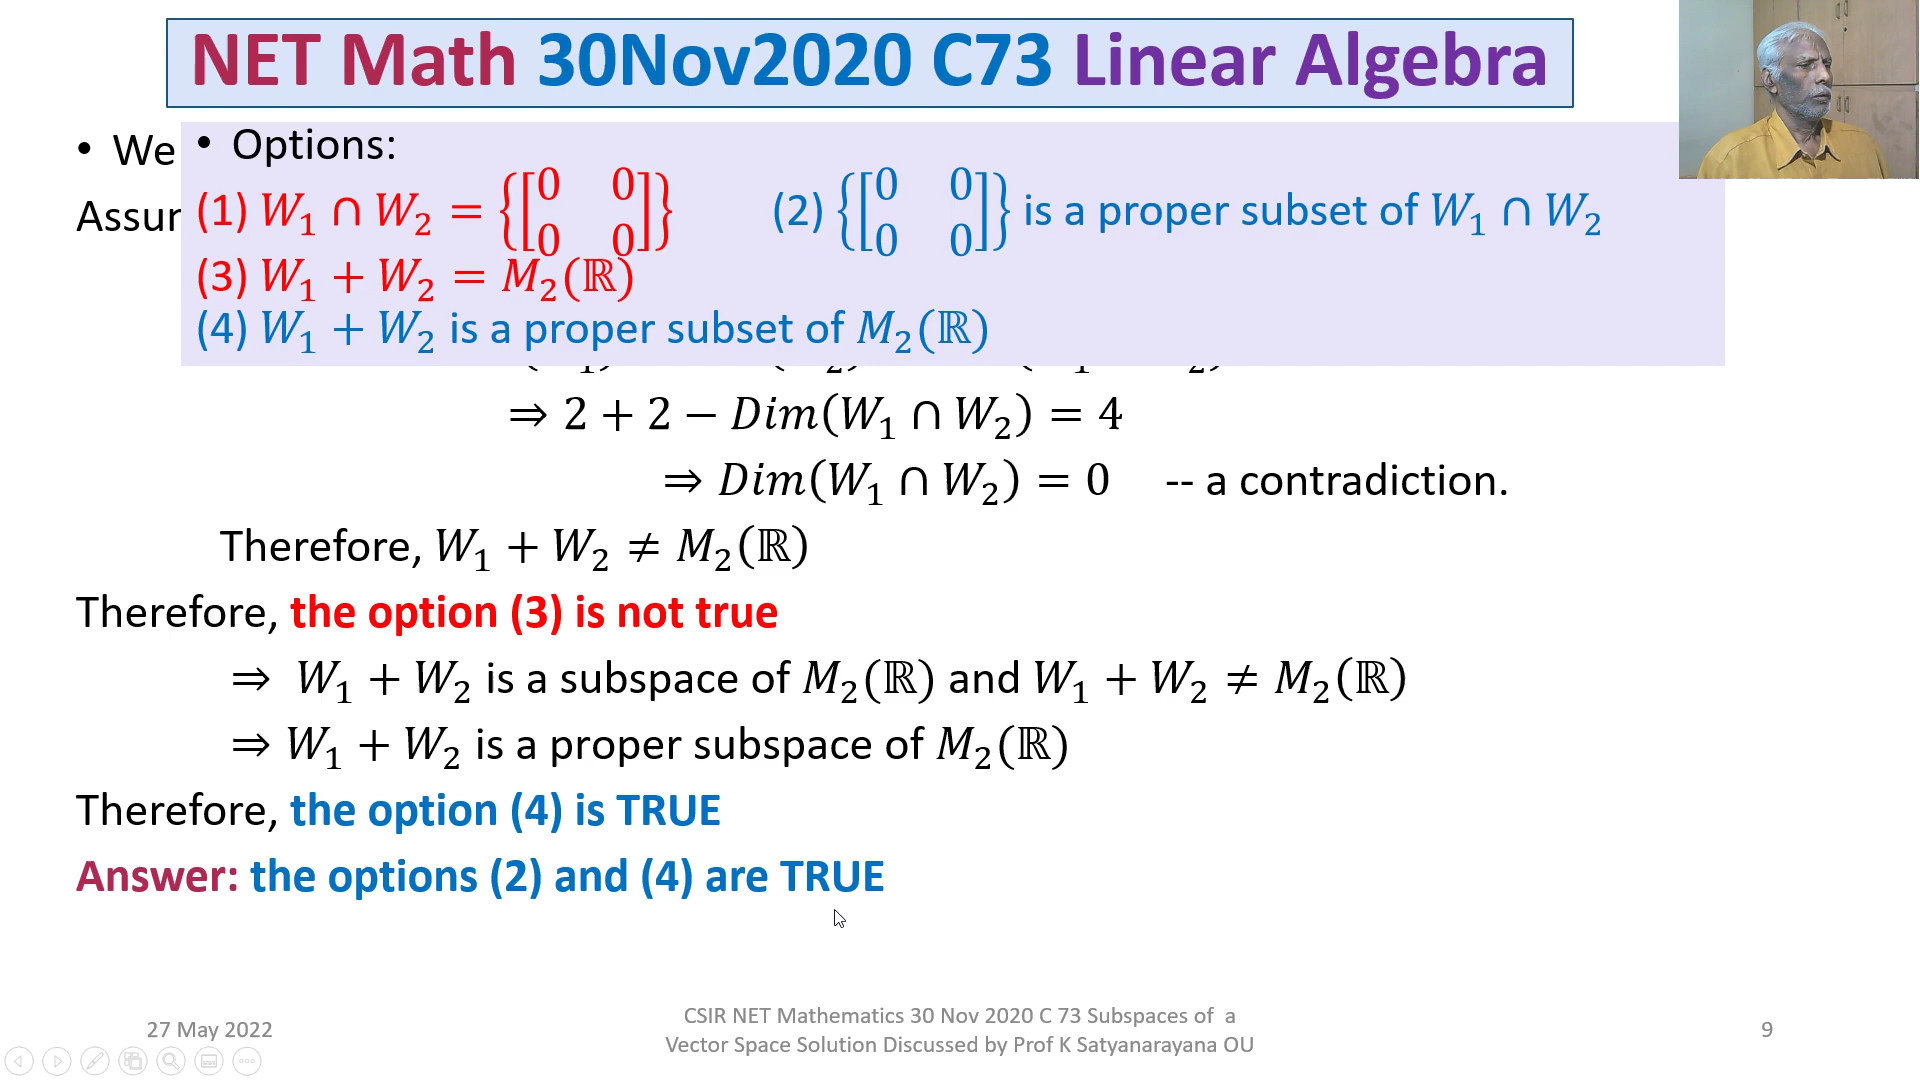 NET Math 30Nov2020 C73 Linear Algebra
• We
• Options:
Assur
(1) W₁ ∩ W₂ = {[0 0
0 0]} (2) {[0 0
0 0]} is a proper subset of W₁ ∩ W₂
(3) W₁ + W₂ = M₂(ℝ)
(4) W₁ + W₂ is a proper subset of M₂(ℝ)
⇒ 2 + 2 − Dim(W₁ ∩ W₂) = 4
⇒ Dim(W₁ ∩ W₂) = 0 -- a contradiction.
Therefore, W₁ + W₂ ≠ M₂(ℝ)
Therefore, the option (3) is not true
⇒ W₁ + W₂ is a subspace of M₂(ℝ) and W₁ + W₂ ≠ M₂(ℝ)
⇒ W₁ + W₂ is a proper subspace of M₂(ℝ)
Therefore, the option (4) is TRUE
Answer: the options (2) and (4) are TRUE
27 May 2022
CSIR NET Mathematics 30 Nov 2020 C 73 Subspaces of a
Vector Space Solution Discussed by Prof K Satyanarayana OU
9